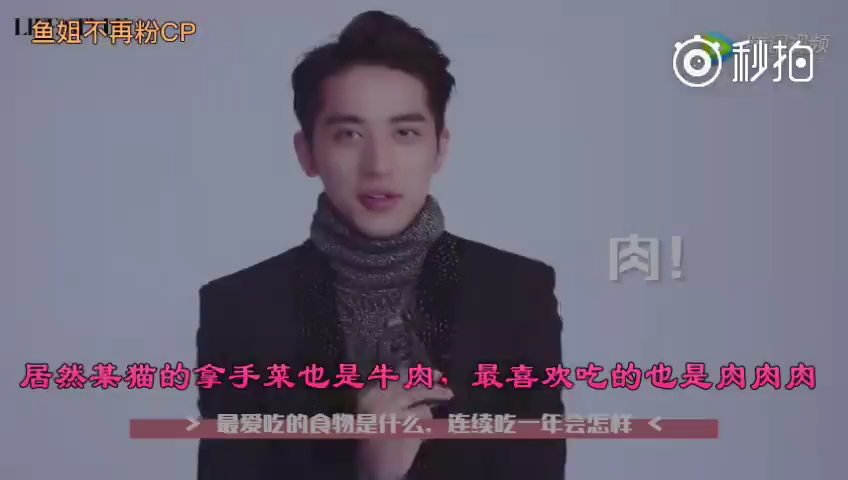 鱼姐不再粉CP
秒拍
肉!
居然某猫的拿手菜也是牛肉，最喜欢吃的也是肉肉肉
> 最爱吃的食物是什么，连续吃一年会怎样 <